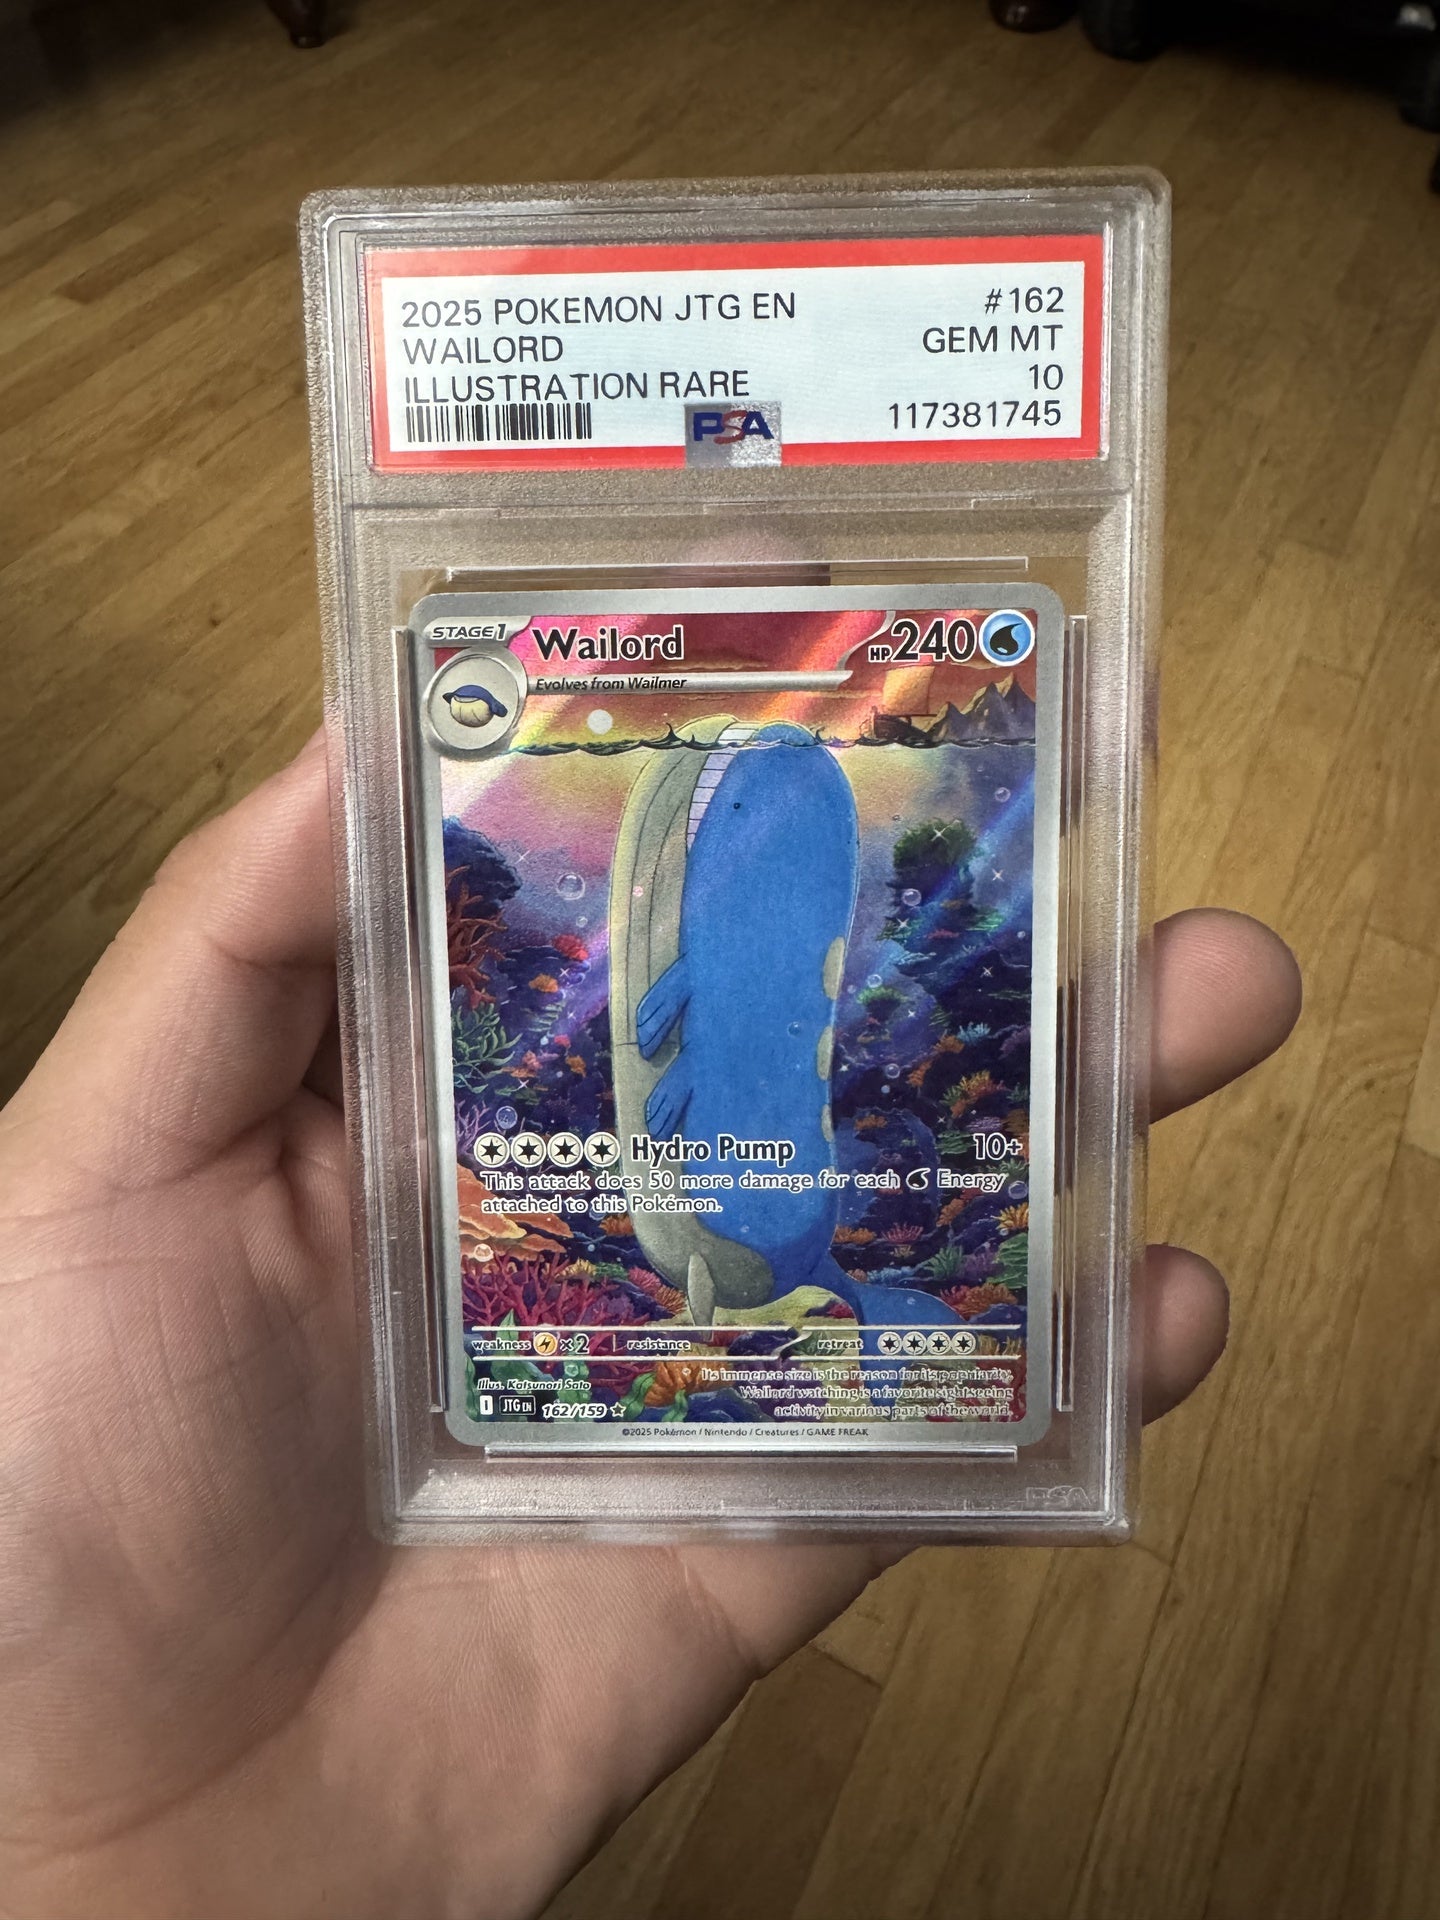 2025 POKEMON JTG EN #162
WAILORD GEM MT
ILLUSTRATION RARE 10
PSA 117381745
STAGE1 Wailord HP240
Evolves from Wailmer
Hydro Pump 10+
This attack does 50 more damage for each Energy
attached to this Pokémon.
weakness ×2 resistance retreat
Its immense size is the reason for its popularity.
Illus. Katsunori Sato
Wailord watching is a favorite sightseeing
I JTG EN 162/159
activity in various parts of the world.
©2025 Pokémon / Nintendo / Creatures / GAME FREAK
PSA